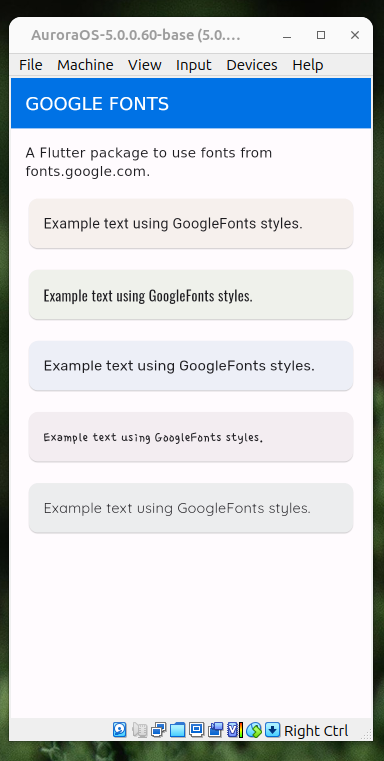 AuroraOS-5.0.0.60-base (5.0....
File Machine View Input Devices Help
GOOGLE FONTS
A Flutter package to use fonts from
fonts.google.com.
Example text using GoogleFonts styles.
Example text using GoogleFonts styles.
Example text using GoogleFonts styles.
Example text using GoogleFonts styles.
Example text using GoogleFonts styles.
Right Ctrl